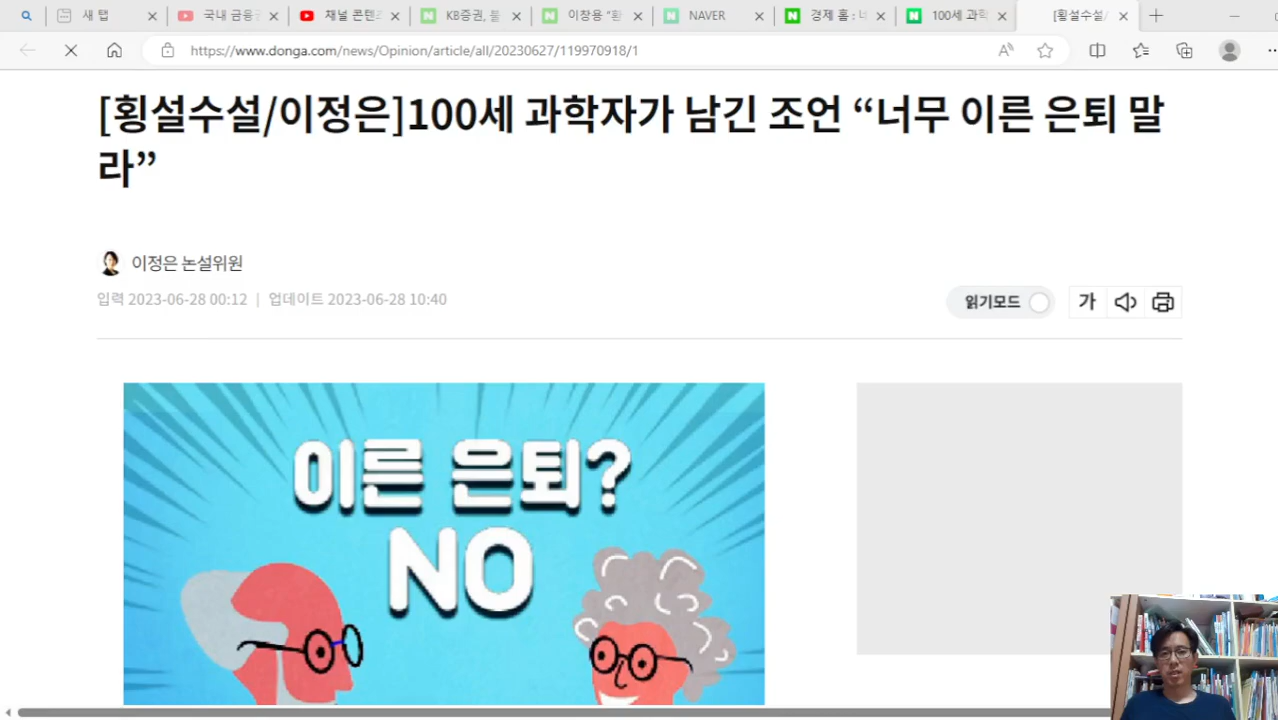 새 탭
국내 금융
채널 콘텐
KB증권, 불
이창용 "환
NAVER
경제 홈 : 네
100세 과학
[횡설수설/
https://www.donga.com/news/Opinion/article/all/20230627/119970918/1
[횡설수설/이정은]100세 과학자가 남긴 조언 “너무 이른 은퇴 말
라”
이정은 논설위원
입력 2023-06-28 00:12 | 업데이트 2023-06-28 10:40
읽기모드
가
이른 은퇴?
NO